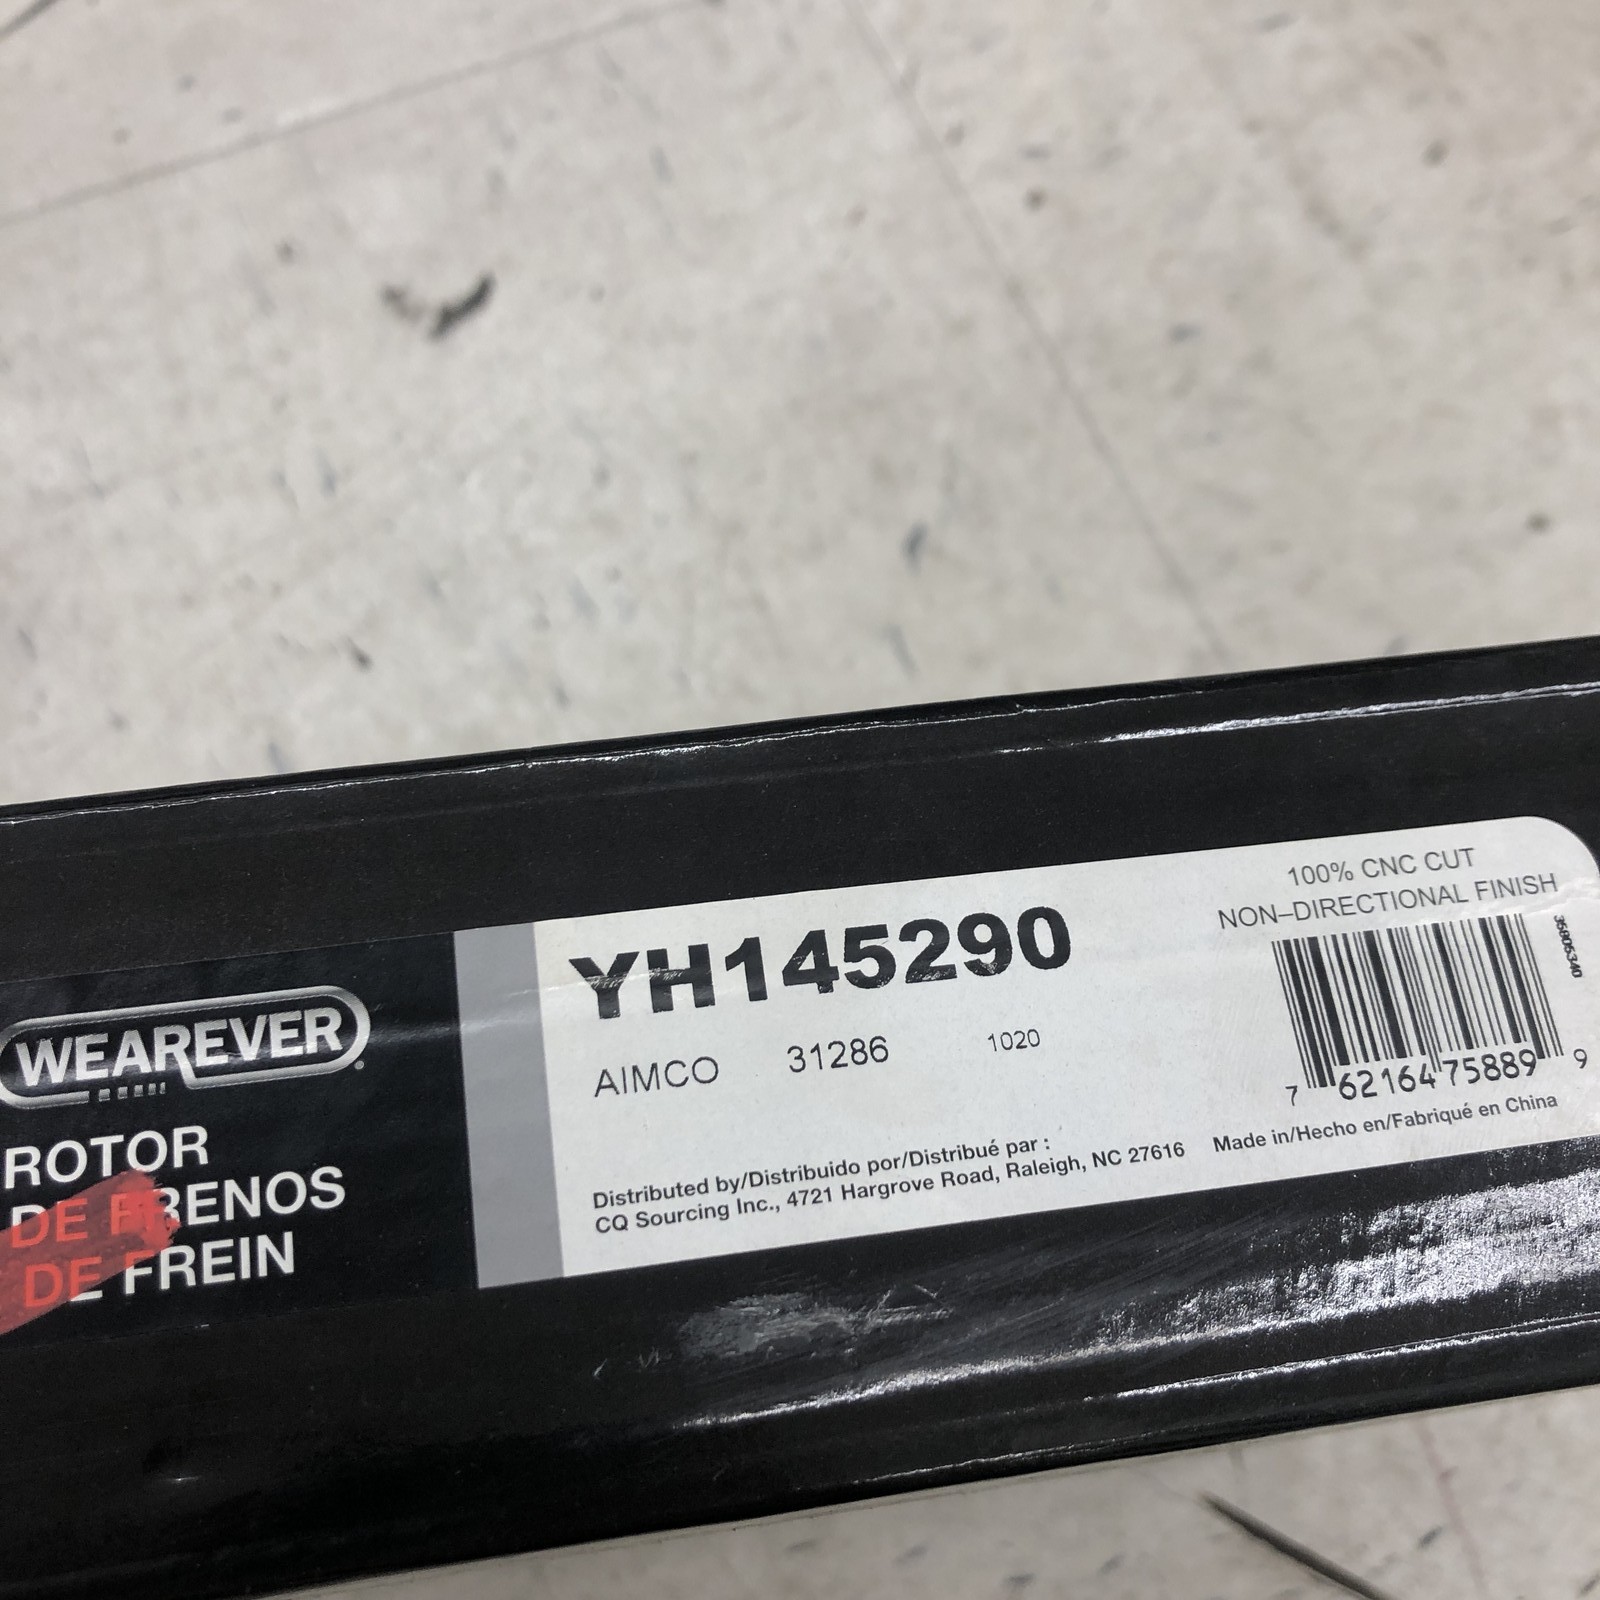 WEAREVER
ROTOR
DE FRENOS
DE FREIN
YH145290
AIMCO 31286 1020
100% CNC CUT
NON–DIRECTIONAL FINISH
36805340
7 62164 75889 9
Distributed by/Distribuido por/Distribué par :
CQ Sourcing Inc., 4721 Hargrove Road, Raleigh, NC 27616
Made in/Hecho en/Fabriqué en China